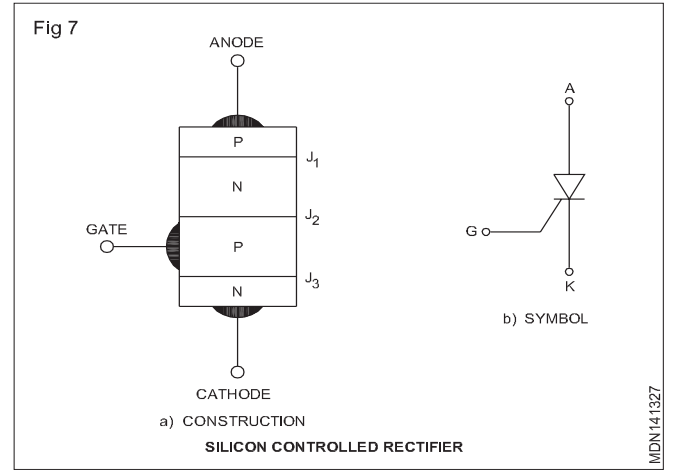 Fig 7
ANODE
P
J1
N
J2
GATE
P
J3
N
CATHODE
a) CONSTRUCTION
A
G
K
b) SYMBOL
SILICON CONTROLLED RECTIFIER
MDN141327